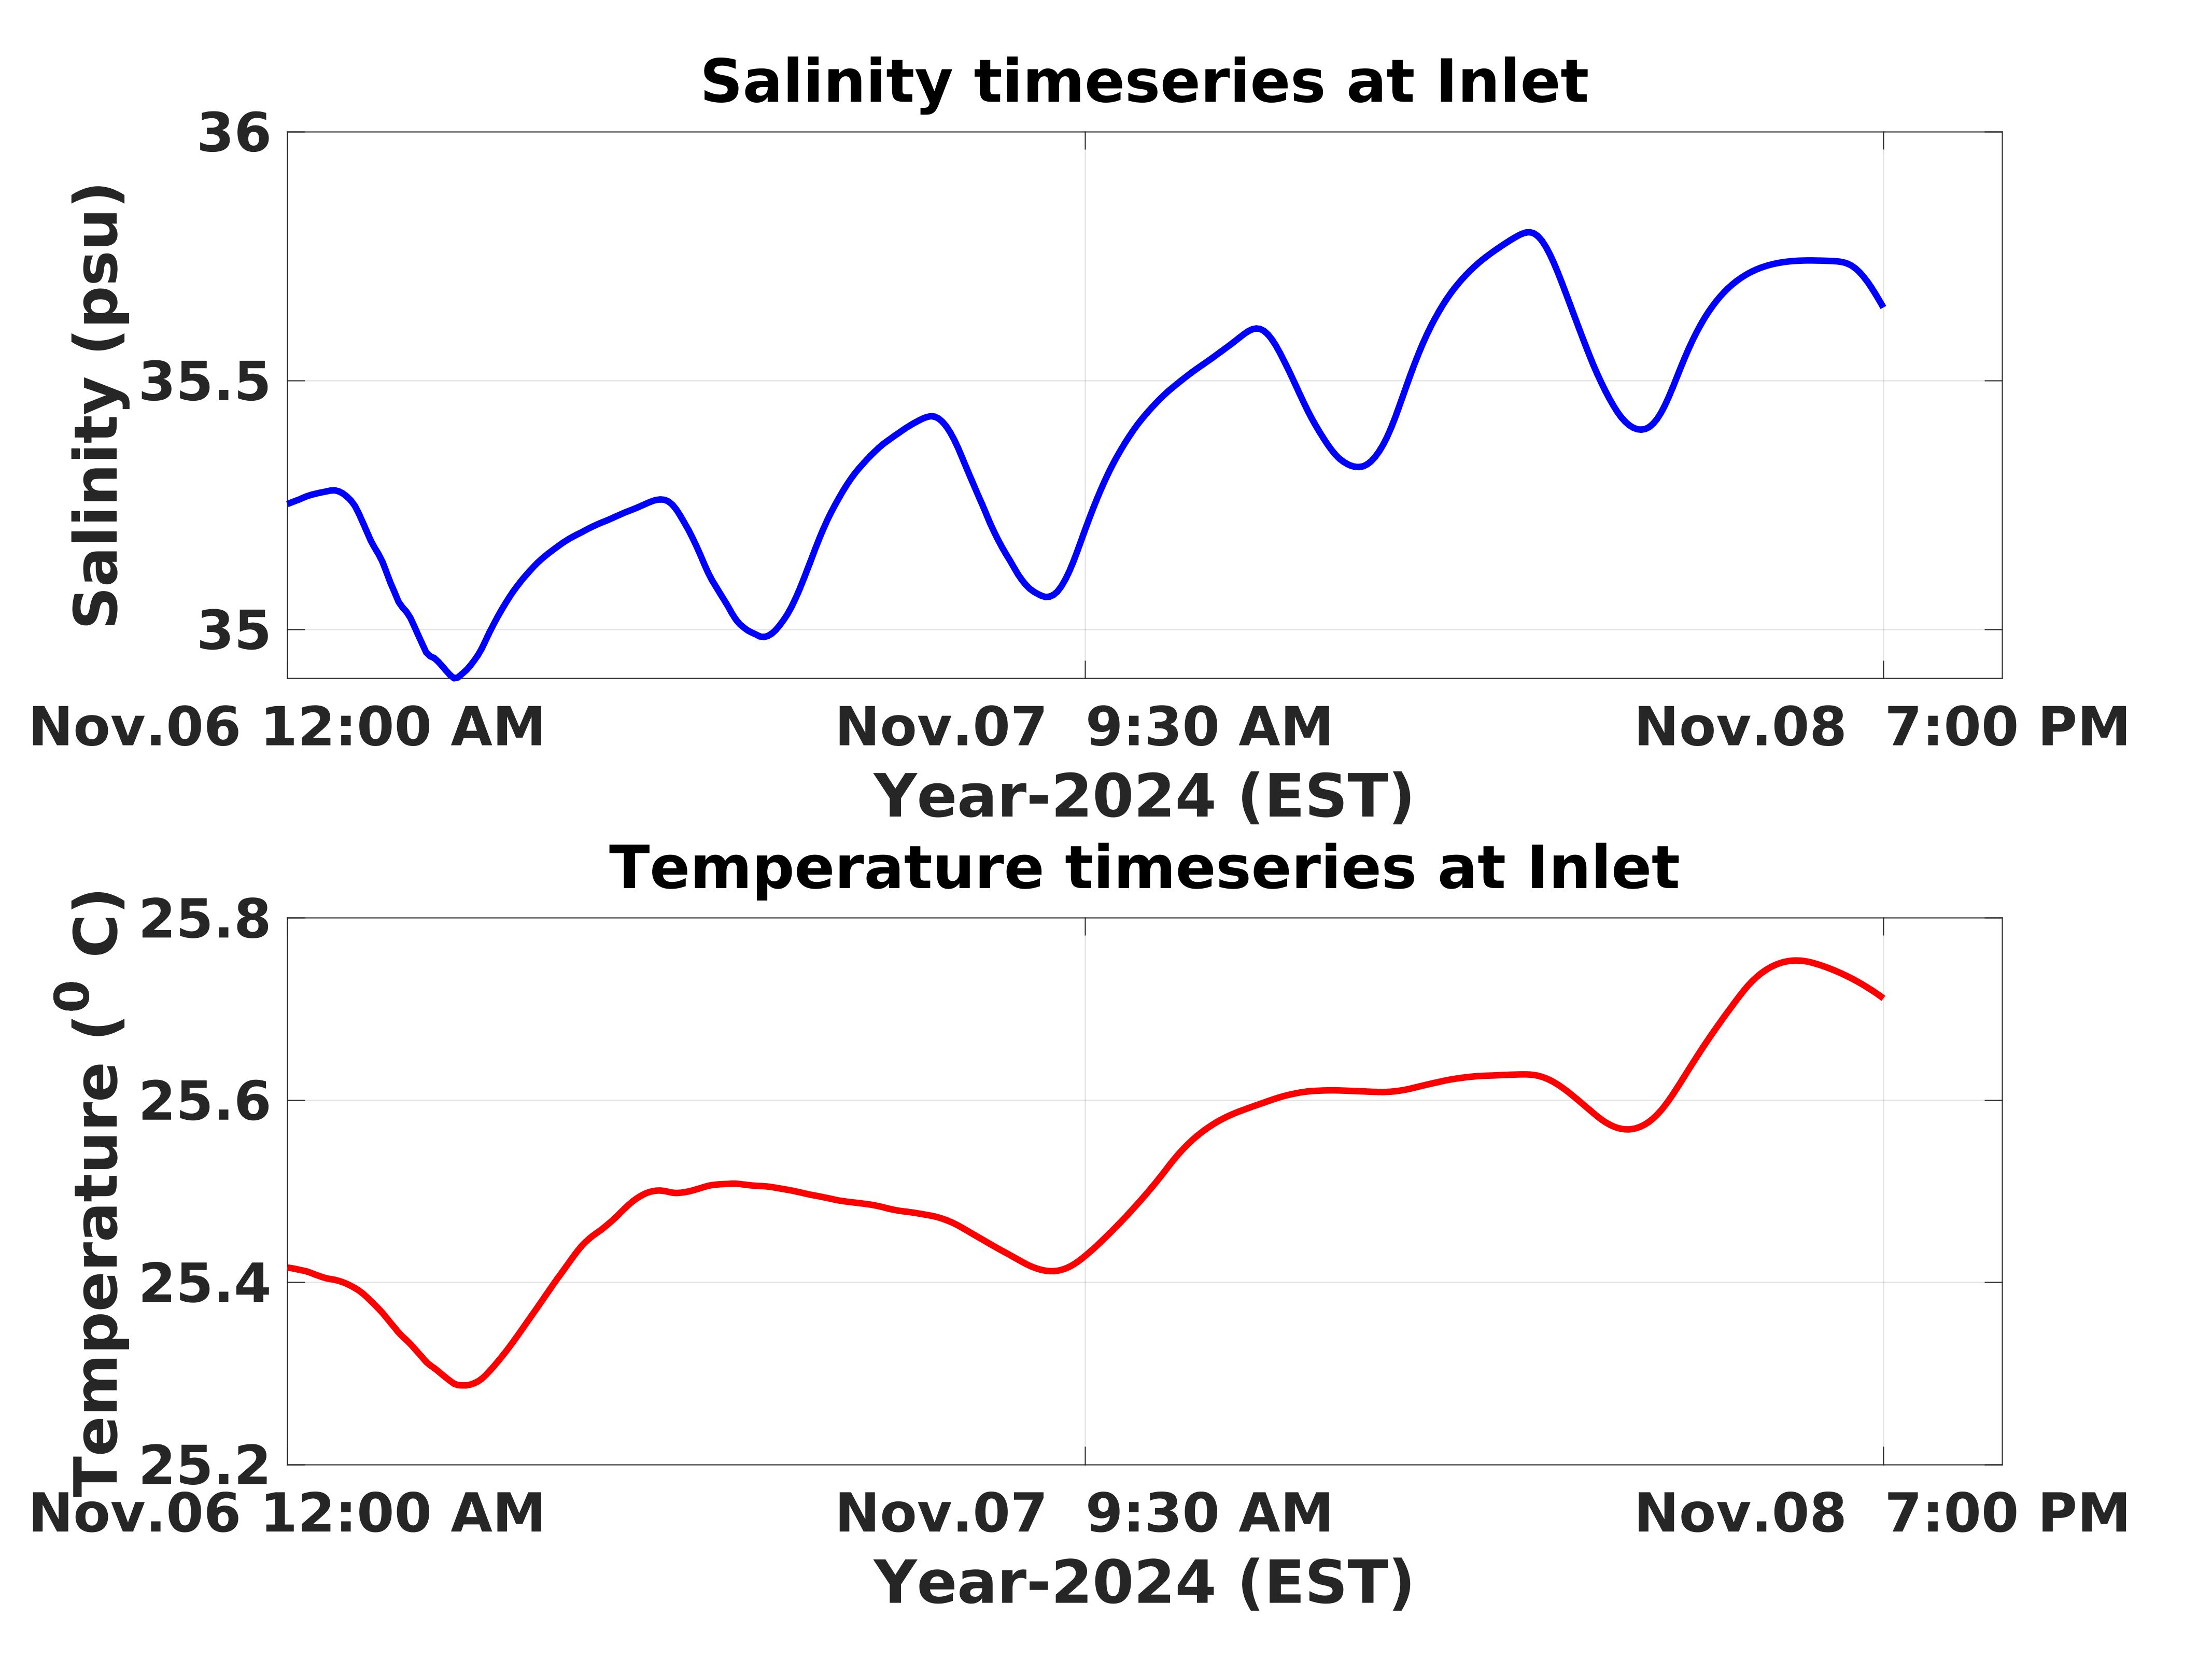 Salinity timeseries at Inlet
Salinity (psu)
36
35.5
35
Nov.06 12:00 AM
Nov.07  9:30 AM
Nov.08  7:00 PM
Year-2024 (EST)
Temperature timeseries at Inlet
Temperature (⁰ C)
25.8
25.6
25.4
25.2
Nov.06 12:00 AM
Nov.07  9:30 AM
Nov.08  7:00 PM
Year-2024 (EST)